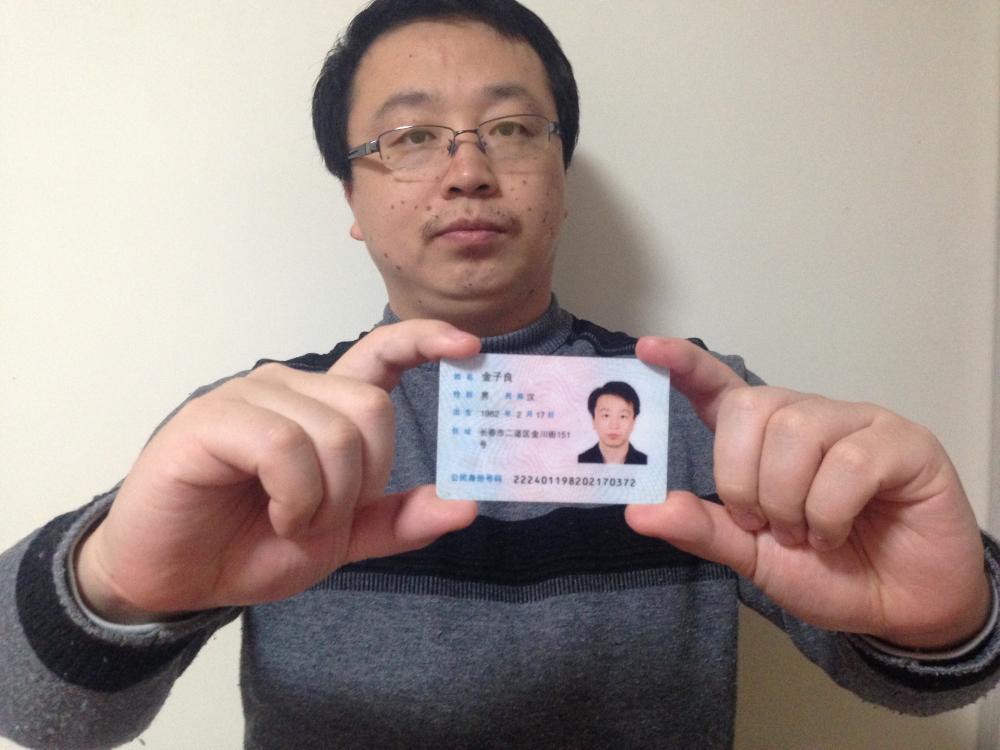 姓名 金子良
性别 男 民族 汉
出生 1982 年 2 月 17 日
住址 长春市二道区金川街151
号
公民身份号码 222401198202170372